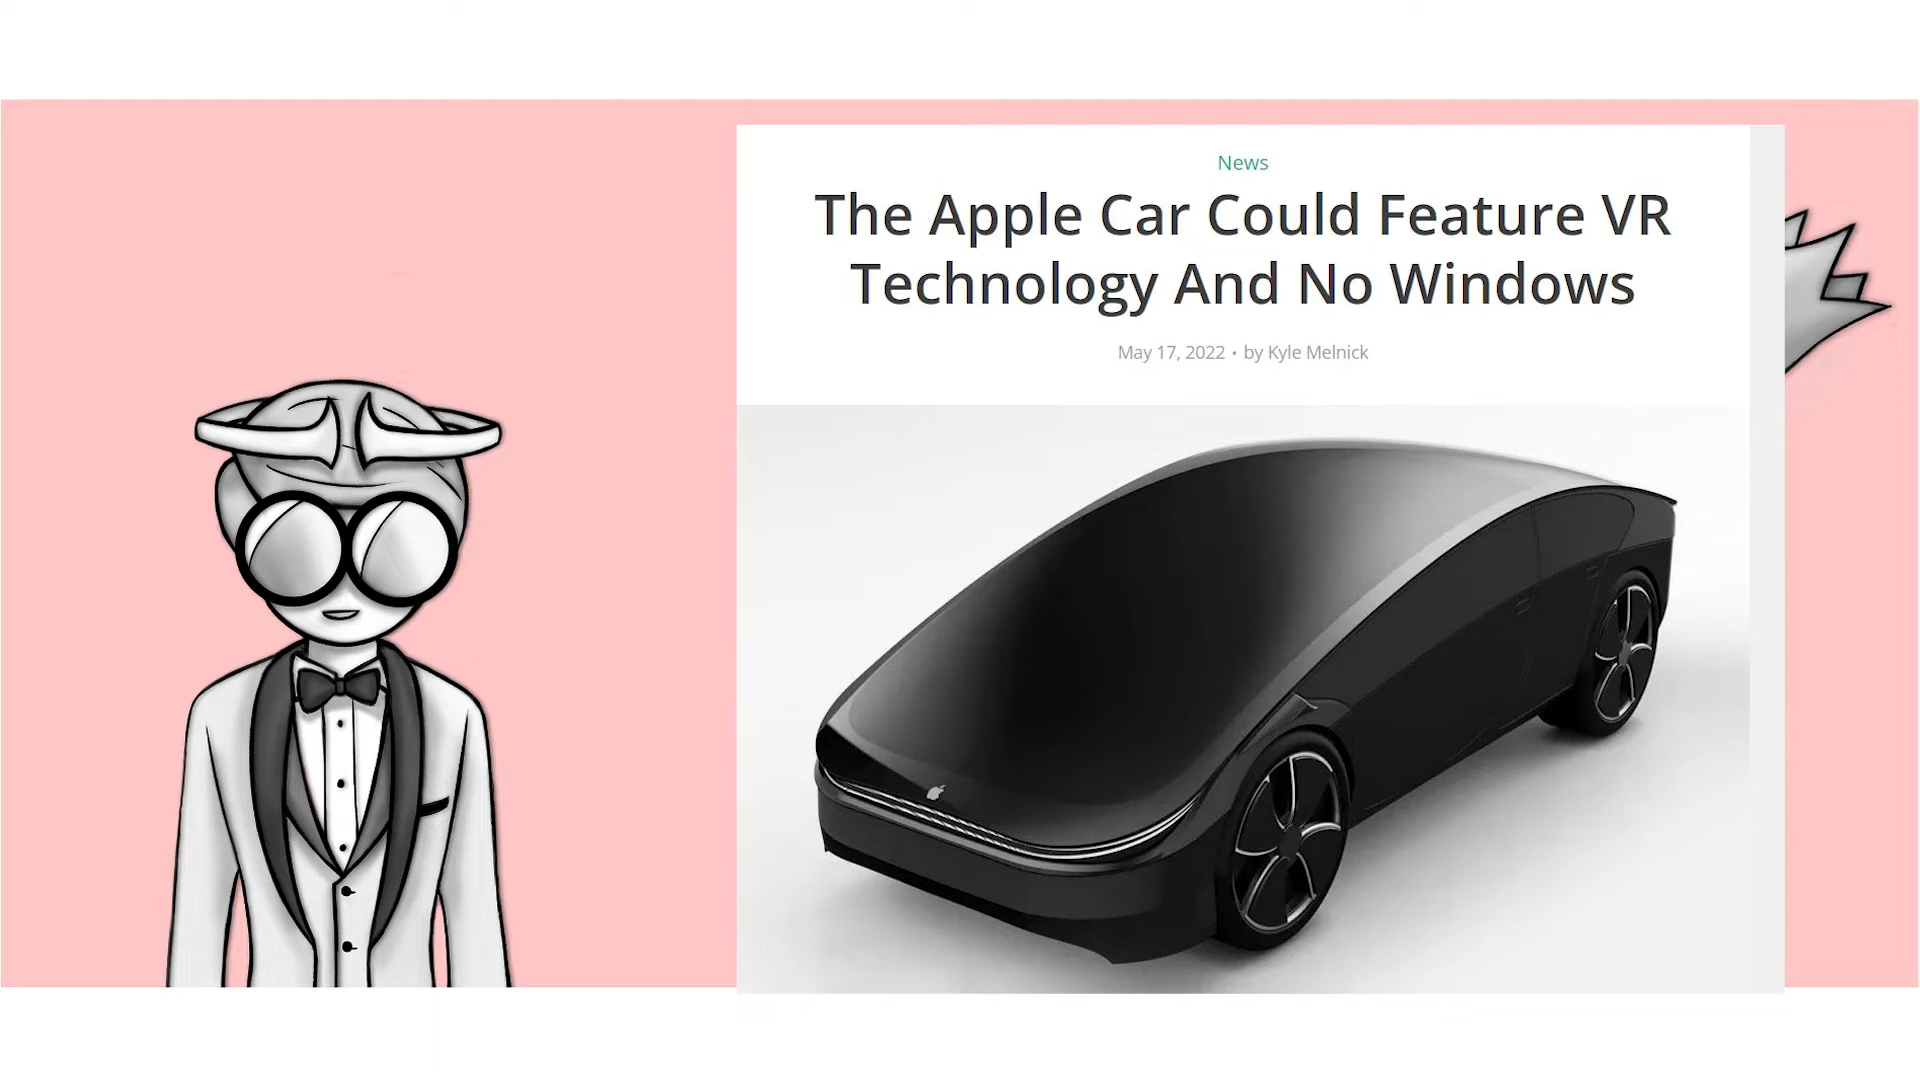 News
The Apple Car Could Feature VR
Technology And No Windows
May 17, 2022 • by Kyle Melnick